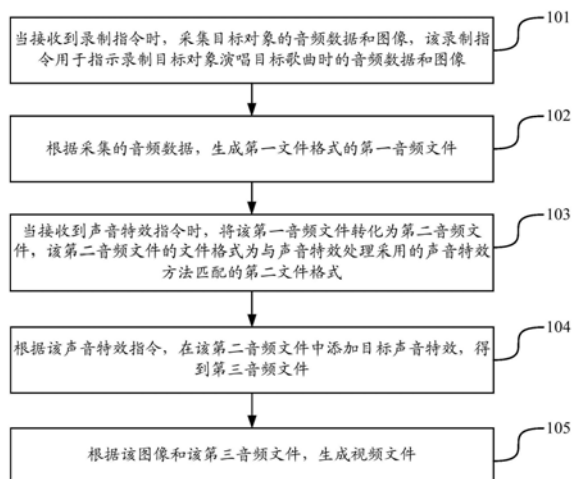 当接收到录制指令时，采集目标对象的音频数据和图像，该录制指
令用于指示录制目标对象演唱目标歌曲时的音频数据和图像
101
根据采集的音频数据，生成第一文件格式的第一音频文件
102
当接收到声音特效指令时，将该第一音频文件转化为第二音频文
件，该第二音频文件的文件格式为与声音特效处理采用的声音特效
方法匹配的第二文件格式
103
根据该声音特效指令，在该第二音频文件中添加目标声音特效，得
到第三音频文件
104
根据该图像和该第三音频文件，生成视频文件
105